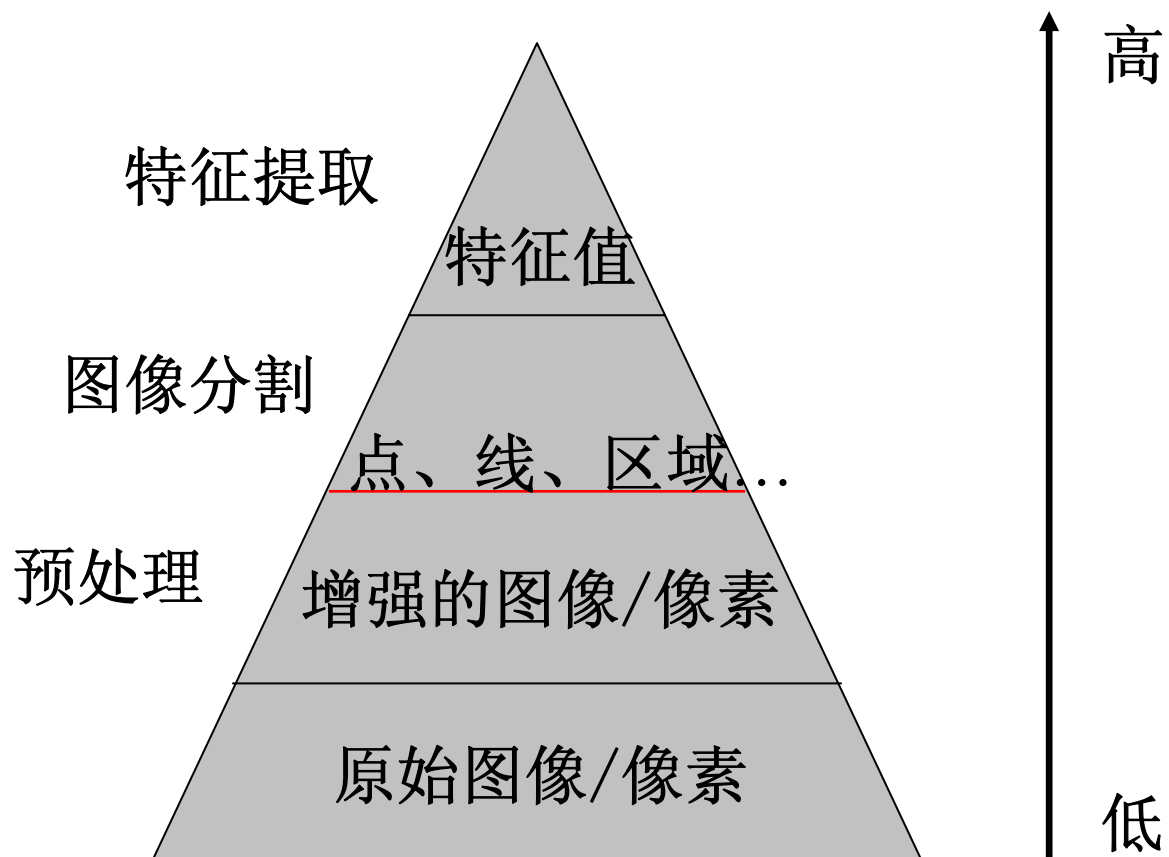 高
特征提取
特征值
图像分割
点、线、区域…
预处理
增强的图像/像素
原始图像/像素
低